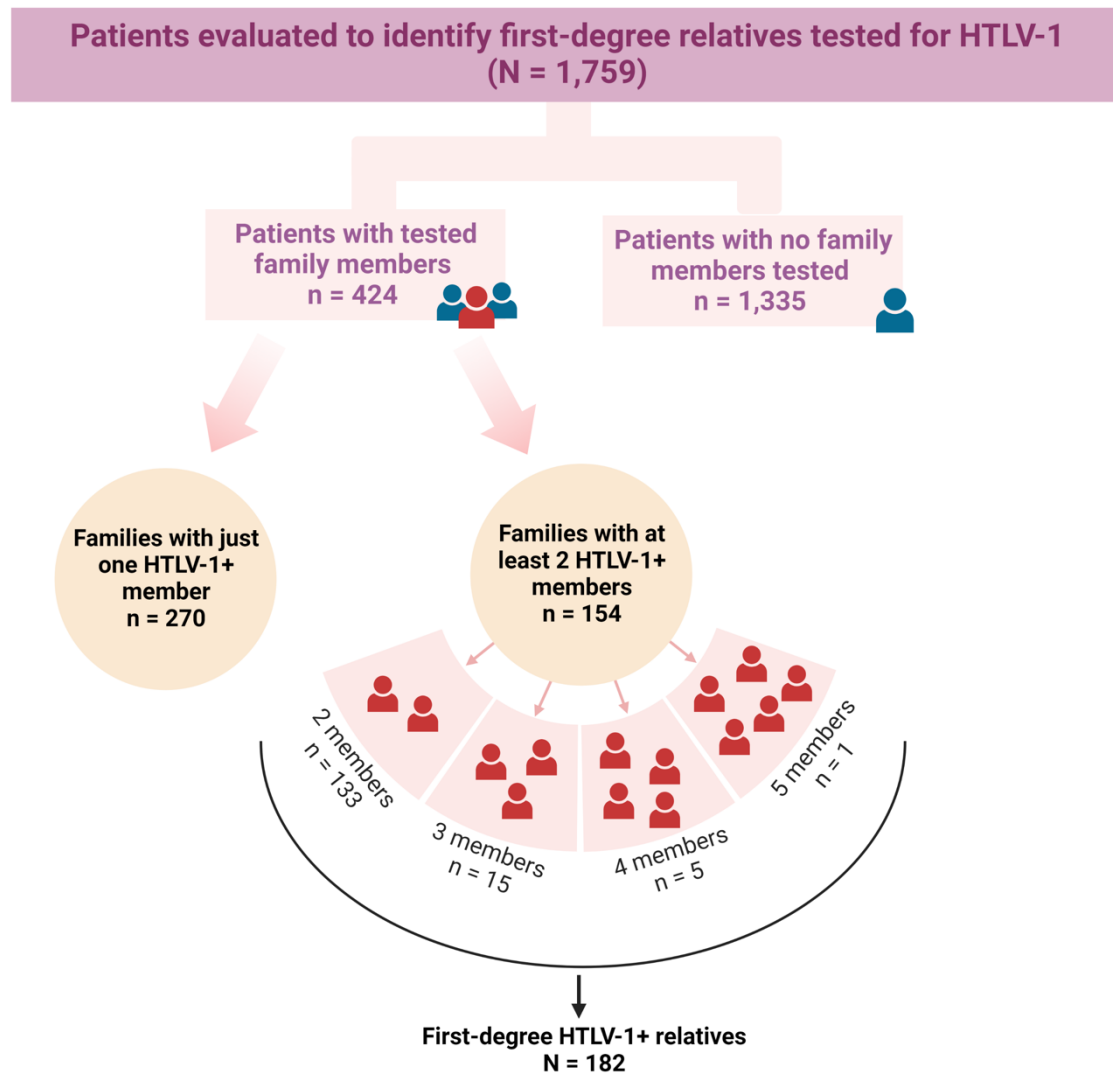 Patients evaluated to identify first-degree relatives tested for HTLV-1
(N = 1,759)
Patients with tested
family members
n = 424
Patients with no family
members tested
n = 1,335
Families with just
one HTLV-1+
member
n = 270
Families with at
least 2 HTLV-1+
members
n = 154
2 members
n = 133
3 members
n = 15
4 members
n = 5
5 members
n = 1
First-degree HTLV-1+ relatives
N = 182